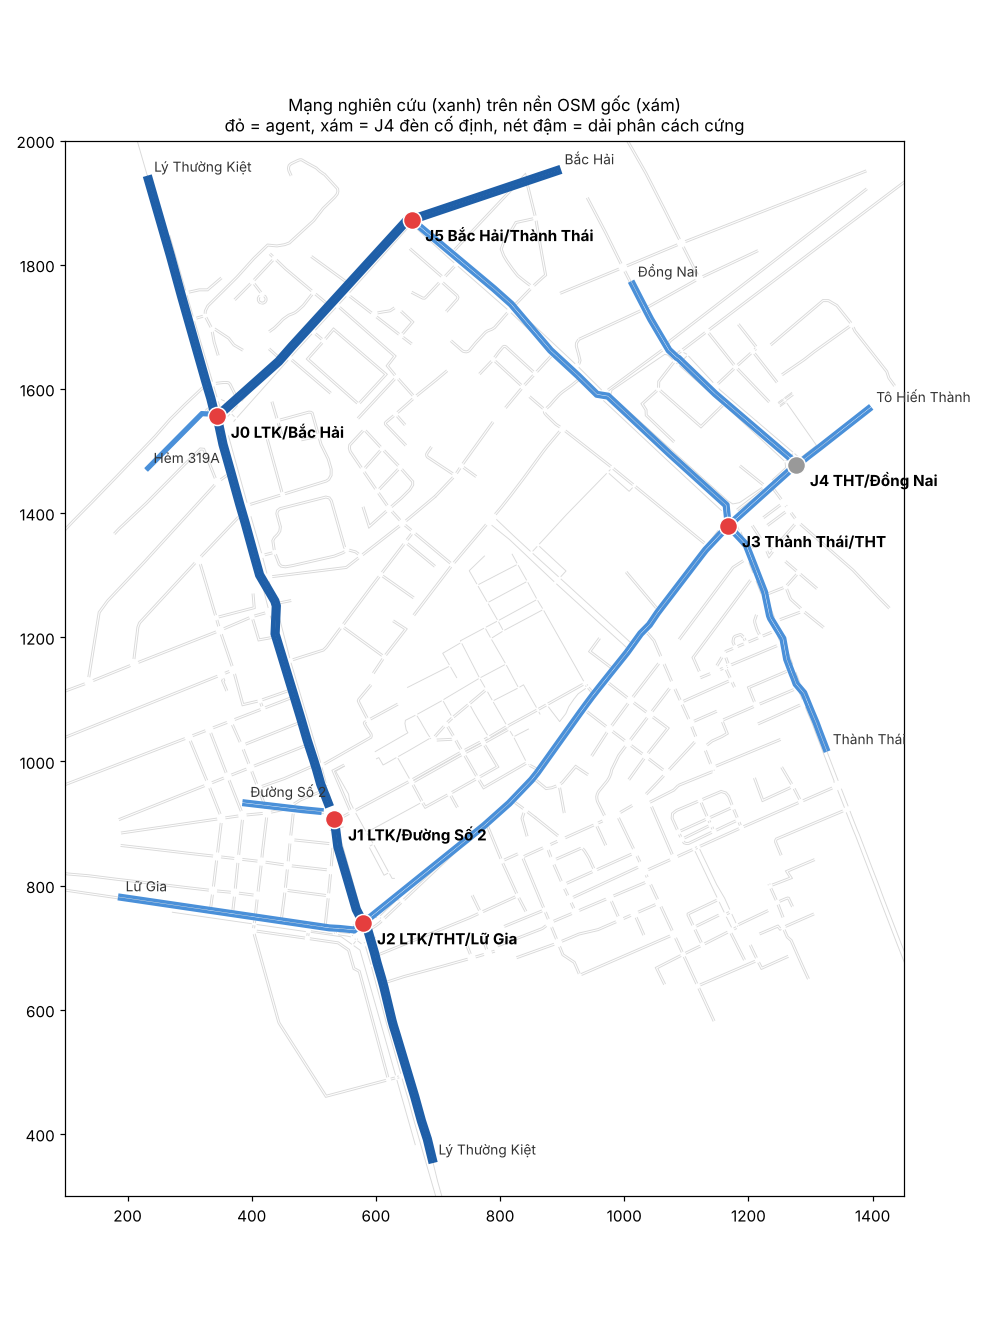 Mạng nghiên cứu (xanh) trên nền OSM gốc (xám)
đỏ = agent, xám = J4 đèn cố định, nét đậm = dải phân cách cứng
2000
Lý Thường Kiệt
Bắc Hải
J5 Bắc Hải/Thành Thái
1800
Đồng Nai
1600
Tô Hiến Thành
J0 LTK/Bắc Hải
Hẻm 319A
J4 THT/Đồng Nai
1400
J3 Thành Thái/THT
1200
Thành Thái
1000
Đường Số 2
J1 LTK/Đường Số 2
800
Lữ Gia
J2 LTK/THT/Lữ Gia
600
400
Lý Thường Kiệt
200 400 600 800 1000 1200 1400